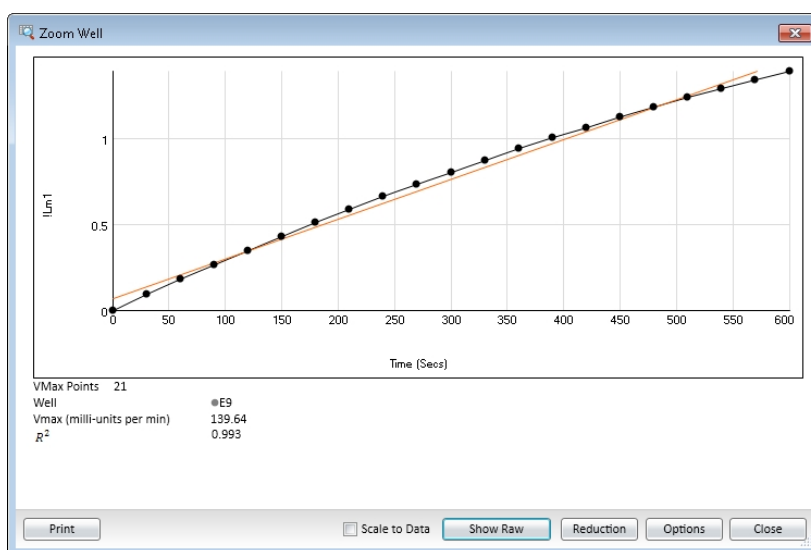 Zoom Well
!Lm1
1
0.5
0
0 50 100 150 200 250 300 350 400 450 500 550 600
Time (Secs)
VMax Points 21
Well E9
Vmax (milli-units per min) 139.64
R² 0.993
Print Scale to Data Show Raw Reduction Options Close